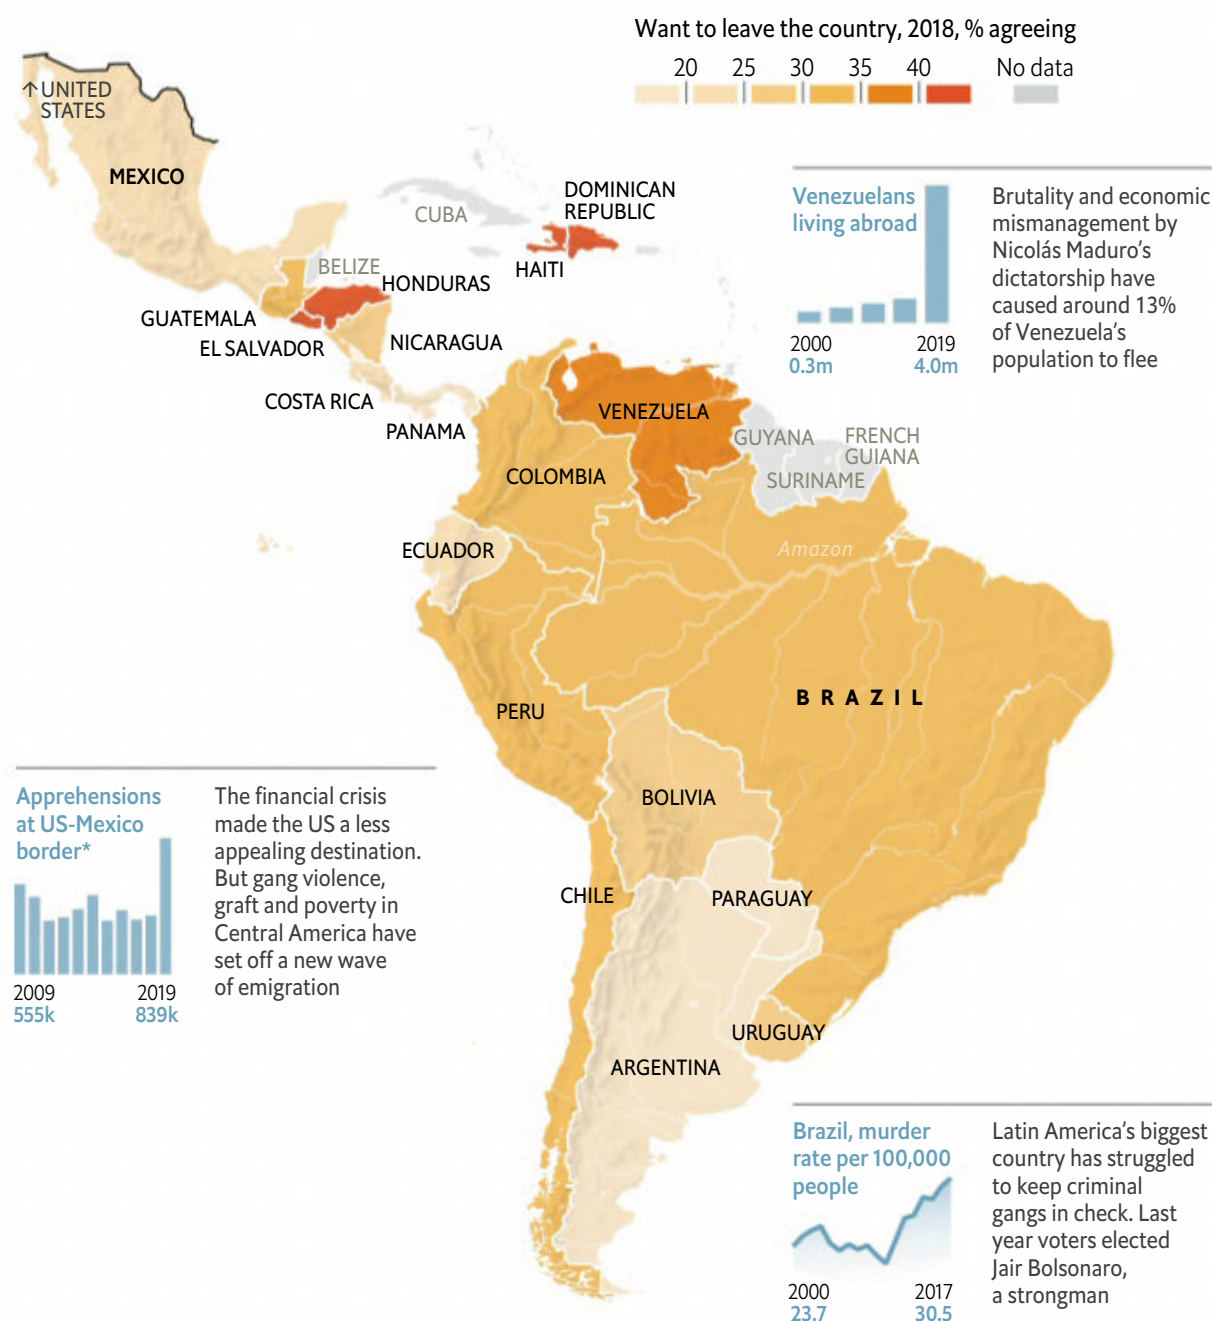 Want to leave the country, 2018, % agreeing
20 25 30 35 40 No data
↑UNITED
STATES
MEXICO
CUBA
DOMINICAN
REPUBLIC
HAITI
BELIZE
HONDURAS
GUATEMALA
EL SALVADOR
NICARAGUA
COSTA RICA
PANAMA
Venezuelans
living abroad
2000 2019
0.3m 4.0m
Brutality and economic
mismanagement by
Nicolás Maduro’s
dictatorship have
caused around 13%
of Venezuela’s
population to flee
VENEZUELA
GUYANA
FRENCH
GUIANA
SURINAME
COLOMBIA
ECUADOR
Amazon
BRAZIL
PERU
BOLIVIA
CHILE
PARAGUAY
URUGUAY
ARGENTINA
Apprehensions
at US-Mexico
border*
2009 2019
555k 839k
The financial crisis
made the US a less
appealing destination.
But gang violence,
graft and poverty in
Central America have
set off a new wave
of emigration
Brazil, murder
rate per 100,000
people
2000 2017
23.7 30.5
Latin America’s biggest
country has struggled
to keep criminal
gangs in check. Last
year voters elected
Jair Bolsonaro,
a strongman